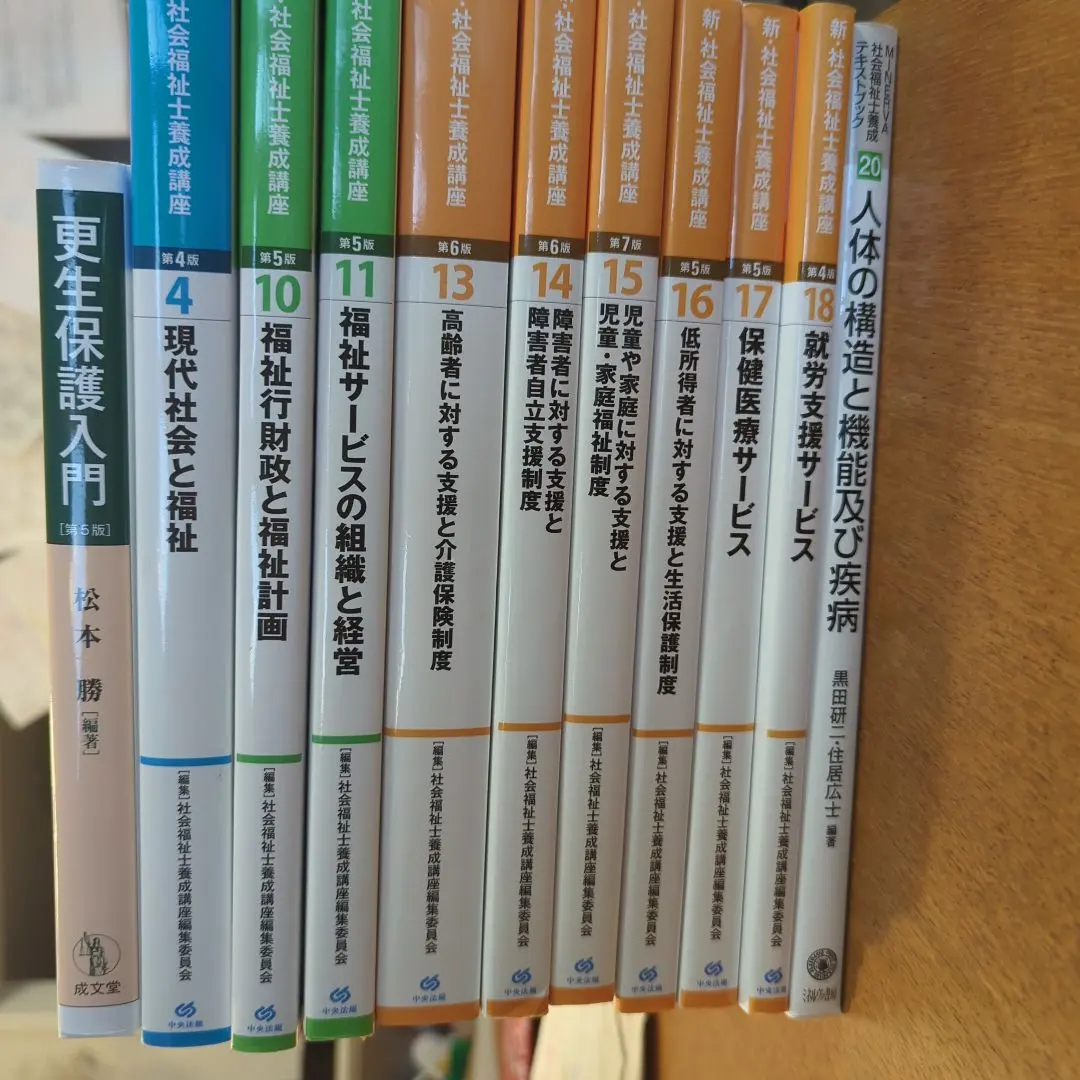 更生保護入門
[第5版]
松本 勝[編著]
成文堂
社会福祉士養成講座
第4版
4
現代社会と福祉
[編集]社会福祉士養成講座編集委員会
中央法規
・社会福祉士養成講座
第5版
10
福祉行財政と福祉計画
[編集]社会福祉士養成講座編集委員会
中央法規
社会福祉士養成講座
第5版
11
福祉サービスの組織と経営
[編集]社会福祉士養成講座編集委員会
中央法規
・社会福祉士養成講座
第6版
13
高齢者に対する支援と介護保険制度
[編集]社会福祉士養成講座編集委員会
中央法規
・社会福祉士養成講座
第6版
14
障害者に対する支援と
障害者自立支援制度
[編集]社会福祉士養成講座編集委員会
中央法規
・社会福祉士養成講座
第7版
15
児童や家庭に対する支援と
児童・家庭福祉制度
[編集]社会福祉士養成講座編集委員会
中央法規
新・社会福祉士養成講座
第5版
16
低所得者に対する支援と生活保護制度
[編集]社会福祉士養成講座編集委員会
中央法規
新・社会福祉士養成講座
第5版
17
保健医療サービス
[編集]社会福祉士養成講座編集委員会
中央法規
新・社会福祉士養成講座
第4版
18
就労支援サービス
[編集]社会福祉士養成講座編集委員会
中央法規
MINERVA
社会福祉士養成
テキストブック
20
人体の構造と機能及び疾病
黒田研二・住居広士 編著